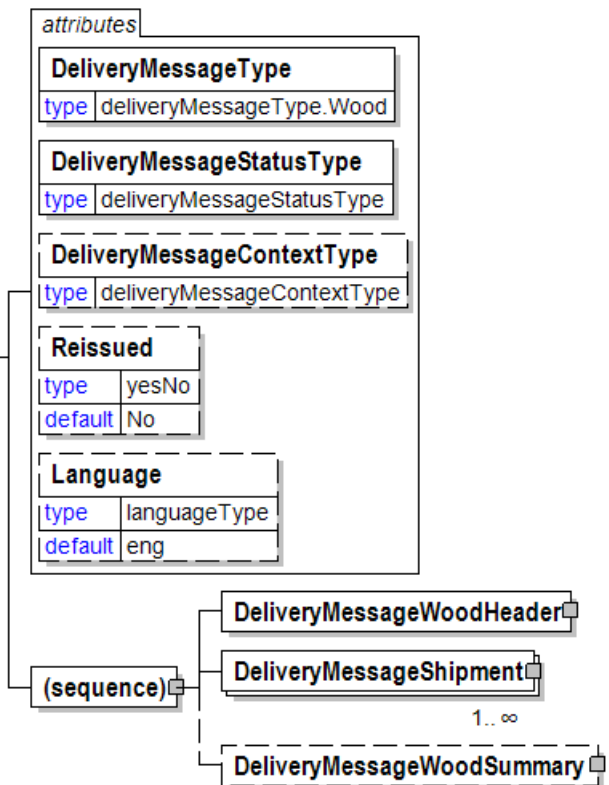 attributes
DeliveryMessageType
type deliveryMessageType.Wood
DeliveryMessageStatusType
type deliveryMessageStatusType
DeliveryMessageContextType
type deliveryMessageContextType
Reissued
type yesNo
default No
Language
type languageType
default eng
DeliveryMessageWoodHeader
(sequence)
DeliveryMessageShipment
1.. ∞
DeliveryMessageWoodSummary